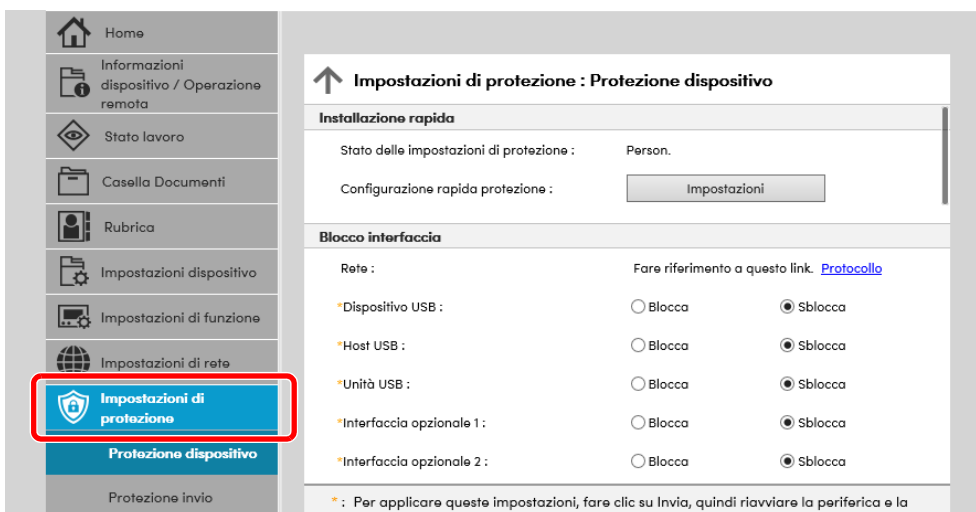 Home
Informazioni
dispositivo / Operazione
remota
Stato lavoro
Casella Documenti
Rubrica
Impostazioni dispositivo
Impostazioni di funzione
Impostazioni di rete
Impostazioni di
protezione
Protezione dispositivo
Protezione invio
Impostazioni di protezione : Protezione dispositivo
Installazione rapida
Stato delle impostazioni di protezione : Person.
Configurazione rapida protezione : Impostazioni
Blocco interfaccia
Rete : Fare riferimento a questo link. Protocollo
*Dispositivo USB : Blocca Sblocca
*Host USB : Blocca Sblocca
*Unità USB : Blocca Sblocca
*Interfaccia opzionale 1 : Blocca Sblocca
*Interfaccia opzionale 2 : Blocca Sblocca
* : Per applicare queste impostazioni, fare clic su Invia, quindi riavviare la periferica e la